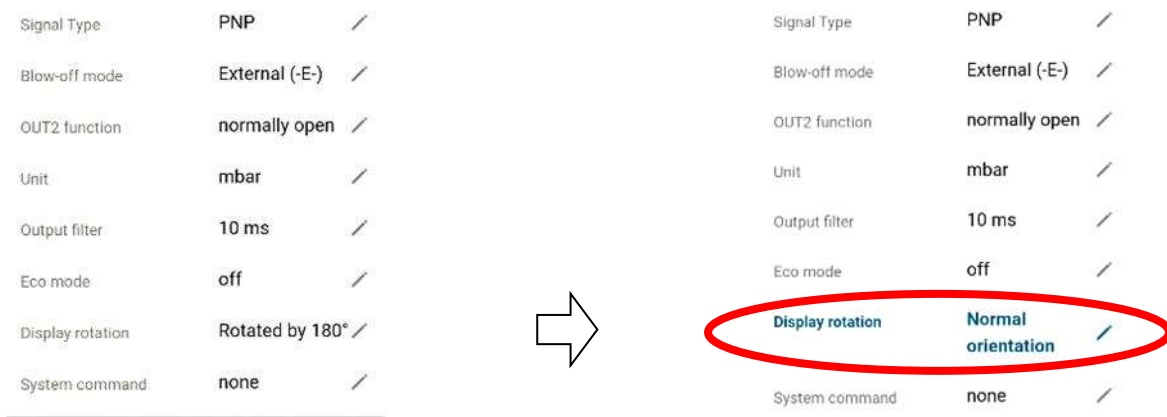 Signal Type PNP
Blow-off mode External (-E-)
OUT2 function normally open
Unit mbar
Output filter 10 ms
Eco mode off
Display rotation Rotated by 180°
System command none
Signal Type PNP
Blow-off mode External (-E-)
OUT2 function normally open
Unit mbar
Output filter 10 ms
Eco mode off
Display rotation Normal
orientation
System command none